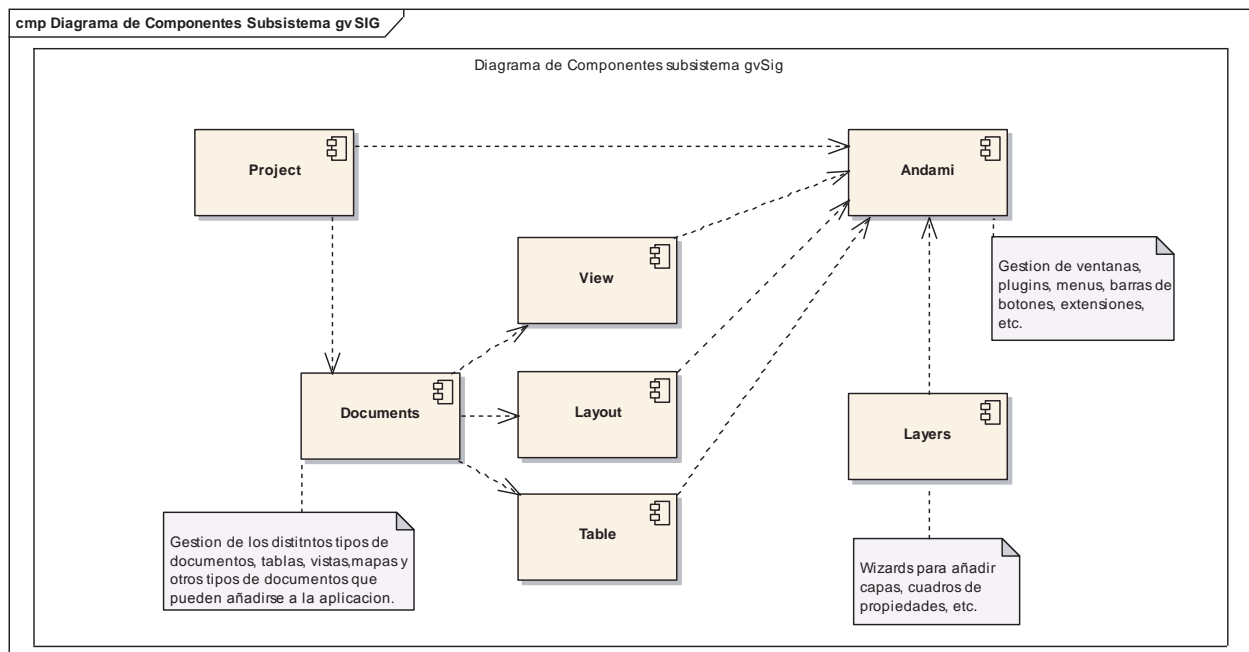 cmp Diagrama de Componentes Subsistema gvSIG
Diagrama de Componentes subsistema gvSig
Project
Andami
View
Gestion de ventanas,
plugins, menus, barras de
botones, extensiones,
etc.
Documents
Layout
Layers
Table
Gestion de los distitntos tipos de
documentos, tablas, vistas,mapas y
otros tipos de documentos que
pueden añadirse a la aplicacion.
Wizards para añadir
capas, cuadros de
propiedades, etc.